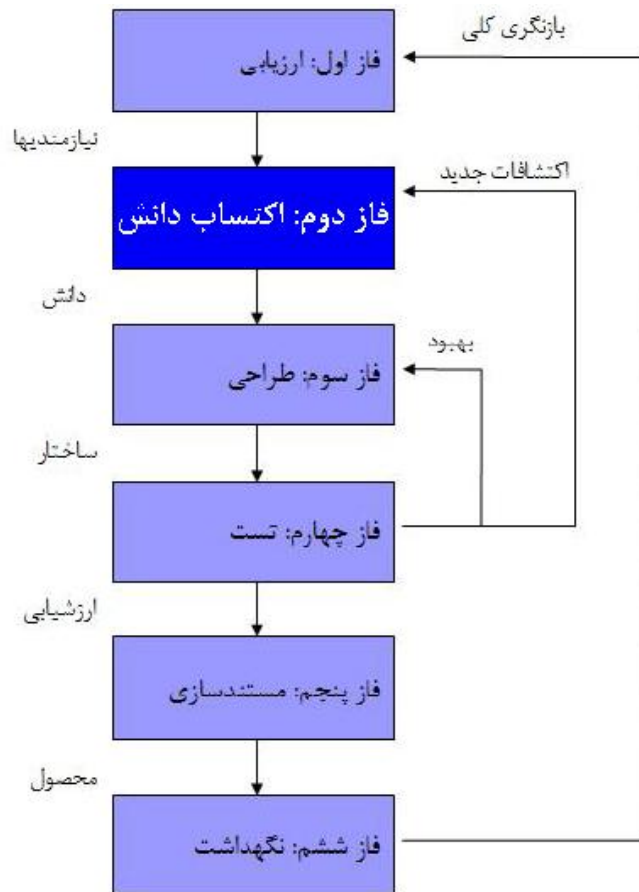 بازنگری کلی
فاز اول: ارزیابی
نیازمندیها
اکتشافات جدید
فاز دوم: اکتساب دانش
دانش
بهبود
فاز سوم: طراحی
ساختار
فاز چهارم: تست
ارزشیابی
فاز پنجم: مستندسازی
محصول
فاز ششم: نگهداشت